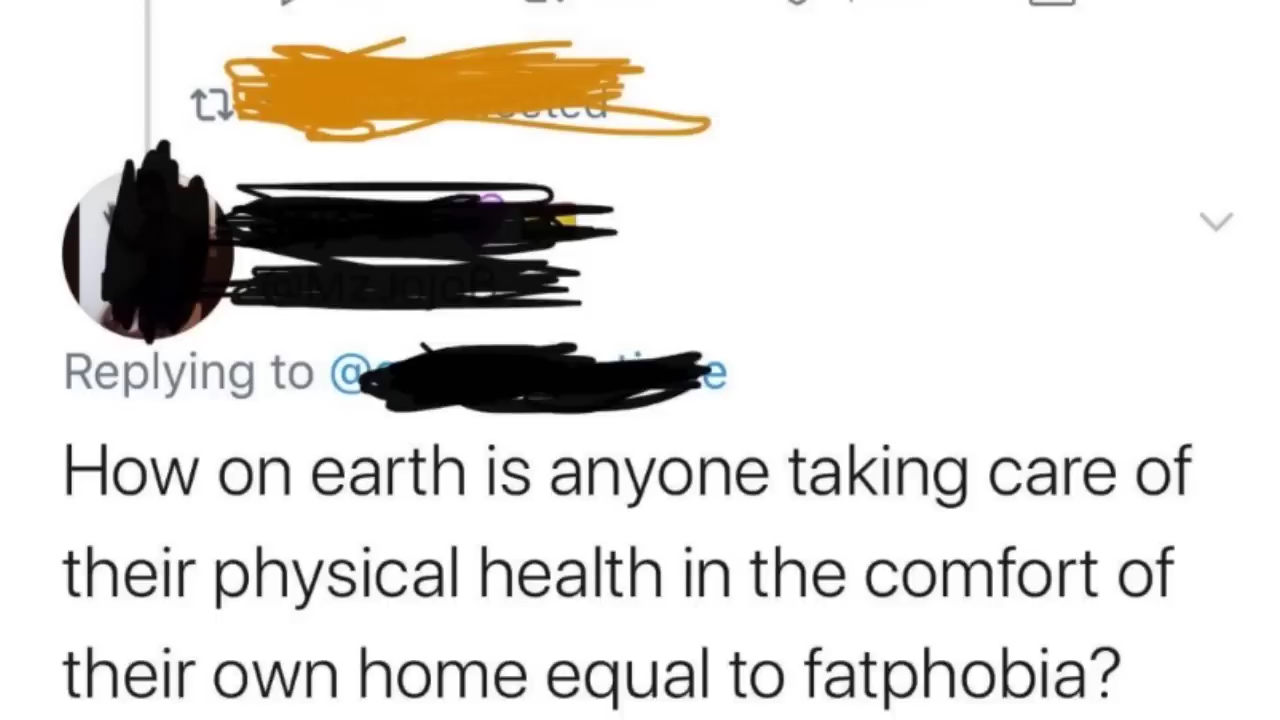 Replying to
How on earth is anyone taking care of
their physical health in the comfort of
their own home equal to fatphobia?